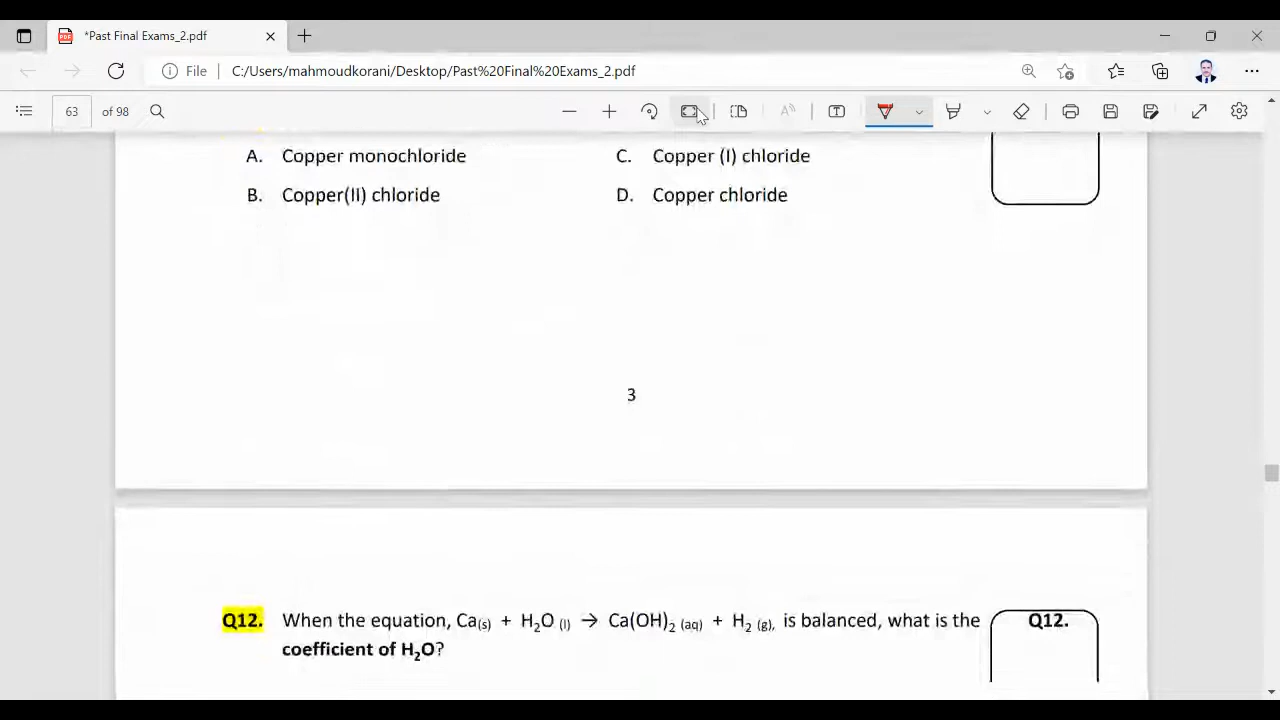 *Past Final Exams_2.pdf
File
C:/Users/mahmoudkorani/Desktop/Past%20Final%20Exams_2.pdf
63 of 98
A. Copper monochloride C. Copper (I) chloride
B. Copper(II) chloride D. Copper chloride
3
Q12. When the equation, Ca(s) + H₂O (l) → Ca(OH)₂ (aq) + H₂ (g), is balanced, what is the Q12.
coefficient of H₂O?